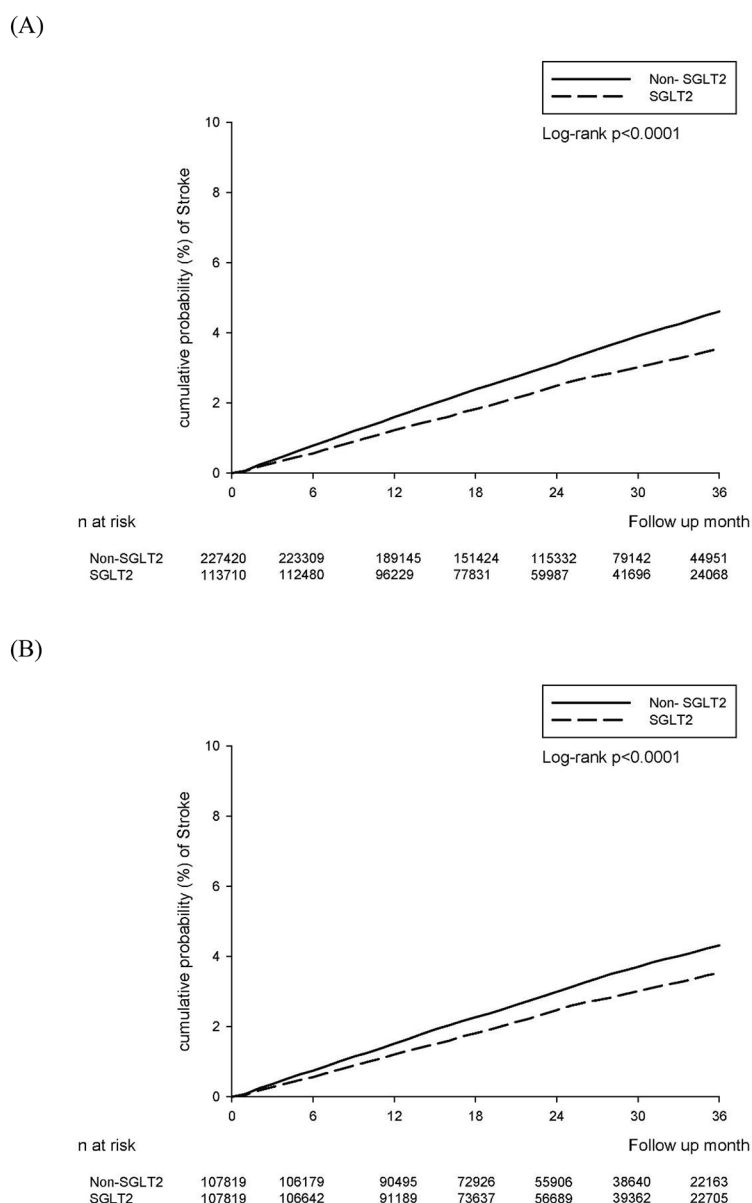 (A)
Non- SGLT2
SGLT2
Log-rank p<0.0001
cumulative probability (%) of Stroke
10
8
6
4
2
0
0 6 12 18 24 30 36
n at risk Follow up month
Non-SGLT2 227420 223309 189145 151424 115332 79142 44951
SGLT2 113710 112480 96229 77831 59987 41696 24068
(B)
Non- SGLT2
SGLT2
Log-rank p<0.0001
cumulative probability (%) of Stroke
10
8
6
4
2
0
0 6 12 18 24 30 36
n at risk Follow up month
Non-SGLT2 107819 106179 90495 72926 55906 38640 22163
SGLT2 107819 106642 91189 73637 56689 39362 22705